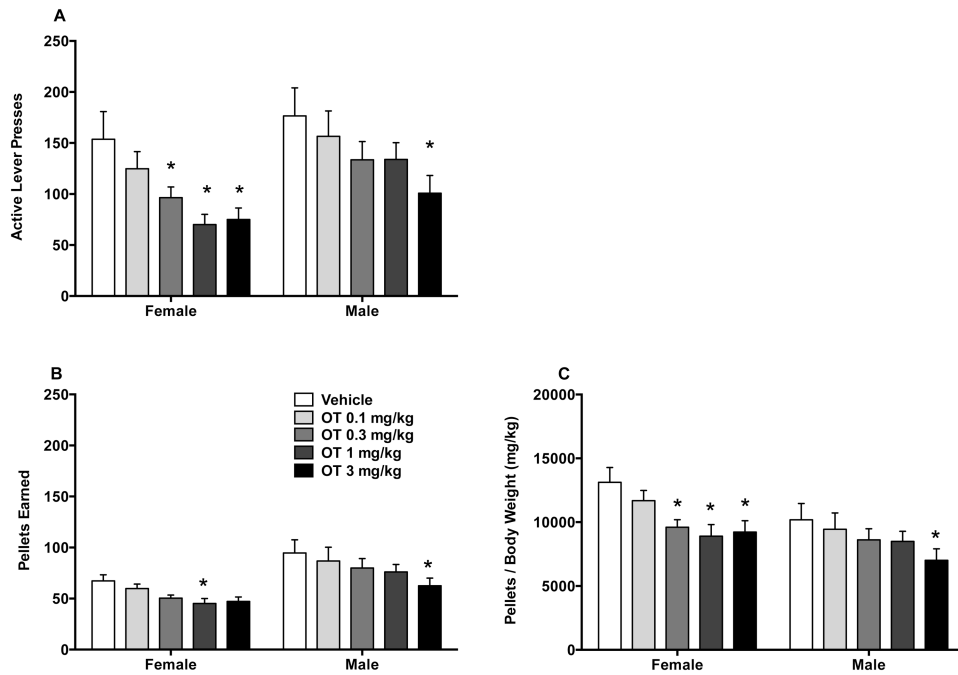 A
Active Lever Presses
250
200
150
100
50
0
* * *
*
Female Male
B
Pellets Earned
250
200
150
100
50
0
Vehicle
OT 0.1 mg/kg
OT 0.3 mg/kg
OT 1 mg/kg
OT 3 mg/kg
*
*
Female Male
C
Pellets / Body Weight (mg/kg)
20000
15000
10000
5000
0
* * *
*
Female Male